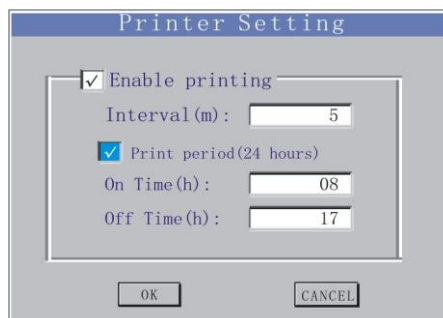 Printer Setting
Enable printing
Interval(m): 5
Print period(24 hours)
On Time(h): 08
Off Time(h): 17
OK CANCEL